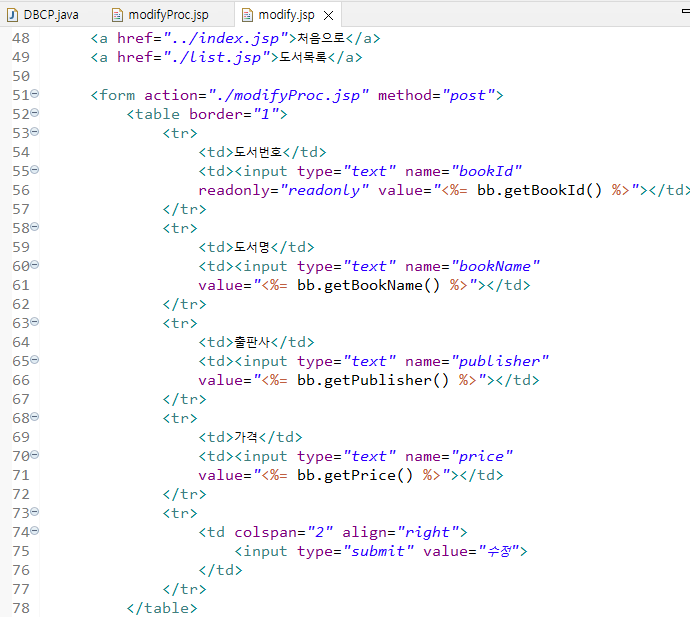 DBCP.java modifyProc.jsp modify.jsp
48 <a href="../index.jsp">처음으로</a>
49 <a href="./list.jsp">도서목록</a>
50
51 <form action="./modifyProc.jsp" method="post">
52 <table border="1">
53 <tr>
54 <td>도서번호</td>
55 <td><input type="text" name="bookId"
56 readonly="readonly" value="<%= bb.getBookId() %>"></td>
57 </tr>
58 <tr>
59 <td>도서명</td>
60 <td><input type="text" name="bookName"
61 value="<%= bb.getBookName() %>"></td>
62 </tr>
63 <tr>
64 <td>출판사</td>
65 <td><input type="text" name="publisher"
66 value="<%= bb.getPublisher() %>"></td>
67 </tr>
68 <tr>
69 <td>가격</td>
70 <td><input type="text" name="price"
71 value="<%= bb.getPrice() %>"></td>
72 </tr>
73 <tr>
74 <td colspan="2" align="right">
75 <input type="submit" value="수정">
76 </td>
77 </tr>
78 </table>